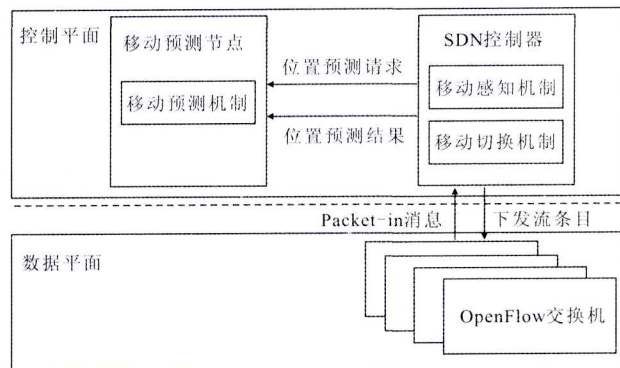 控制平面
移动预测节点
移动预测机制
位置预测请求
位置预测结果
SDN控制器
移动感知机制
移动切换机制
Packet-in消息
下发流条目
数据平面
OpenFlow交换机